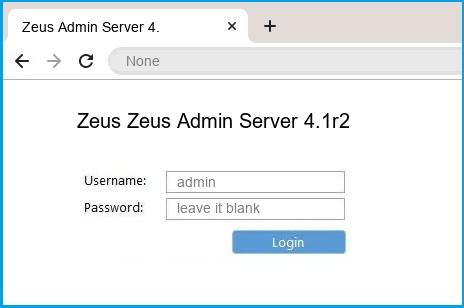 Zeus Admin Server 4.
None
Zeus Zeus Admin Server 4.1r2
Username: admin
Password: leave it blank
Login